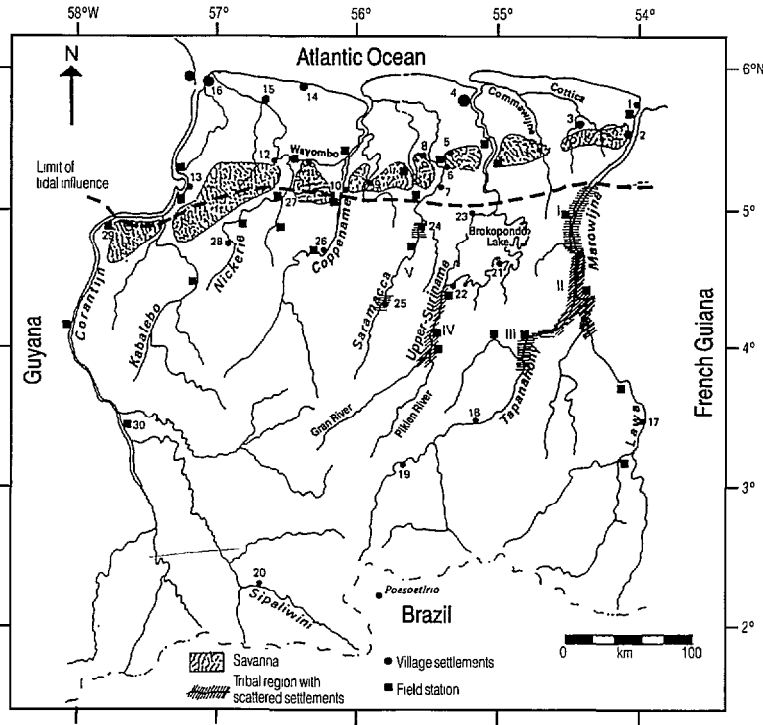 58°W
57°
56°
55°
54°
N
Atlantic Ocean
6°N
16
15
14
4
Commewijne
Cottica
3
1
2
Limit of
tidal influence
13
12
Wayombo
8
5
6
7
10
27
29
28
26
Nickerie
Coppename
24
23
Brokopondo
Lake
21
22
I
Marowijne
5°
II
Corantijn
Kabalebo
Saramacca
V
25
Upper-Suriname
IV
III
Tapanahoni
4°
Guyana
French Guiana
Gran River
Pikien River
18
17
Lawa
30
19
3°
20
Sipaliwini
Poesoetirio
Brazil
2°
Savanna
Tribal region with
scattered settlements
Village settlements
Field station
0
km
100